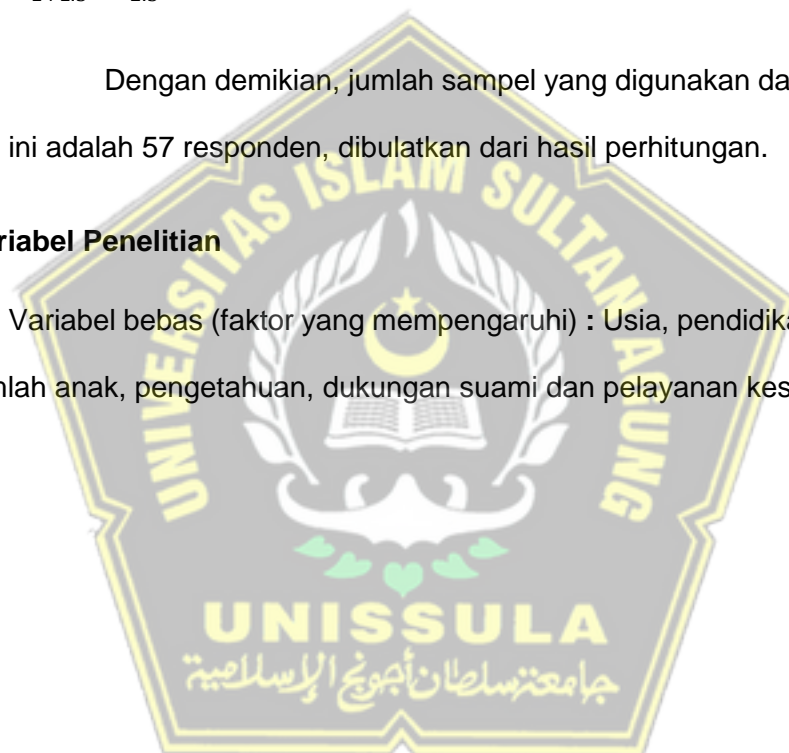 Dengan demikian, jumlah sampel yang digunakan da
ini adalah 57 responden, dibulatkan dari hasil perhitungan.
riabel Penelitian
Variabel bebas (faktor yang mempengaruhi) : Usia, pendidika
nlah anak, pengetahuan, dukungan suami dan pelayanan kes
UNIVERSITAS ISLAM SULTAN AGUNG
UNISSULA
جامعة سلطان أجونج الإسلامية